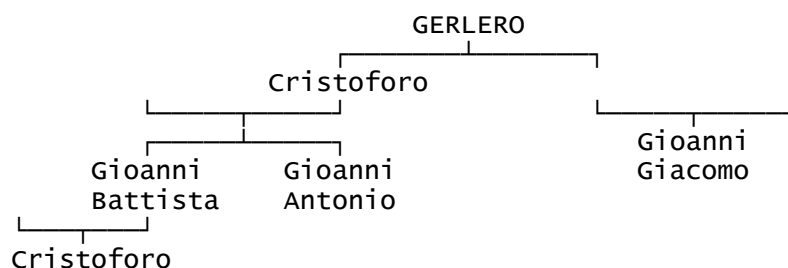 GERLERO
Cristoforo
Gioanni Gioanni Gioanni
Battista Antonio Giacomo
Cristoforo